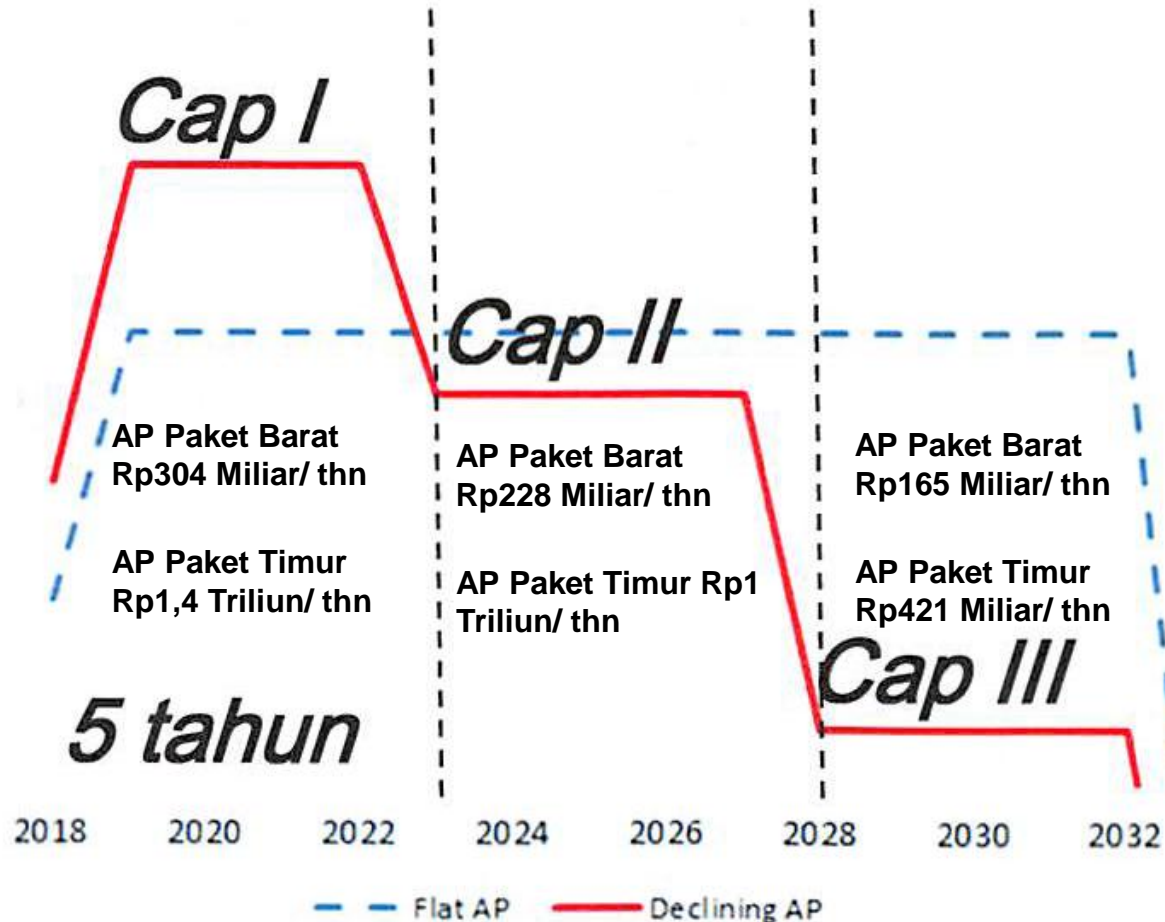 Cap I
Cap II
AP Paket Barat
Rp304 Miliar/ thn
AP Paket Timur
Rp1,4 Triliun/ thn
AP Paket Barat
Rp228 Miliar/ thn
AP Paket Timur Rp1
Triliun/ thn
AP Paket Barat
Rp165 Miliar/ thn
AP Paket Timur
Rp421 Miliar/ thn
Cap III
5 tahun
2018 2020 2022 2024 2026 2028 2030 2032
Flat AP Declining AP